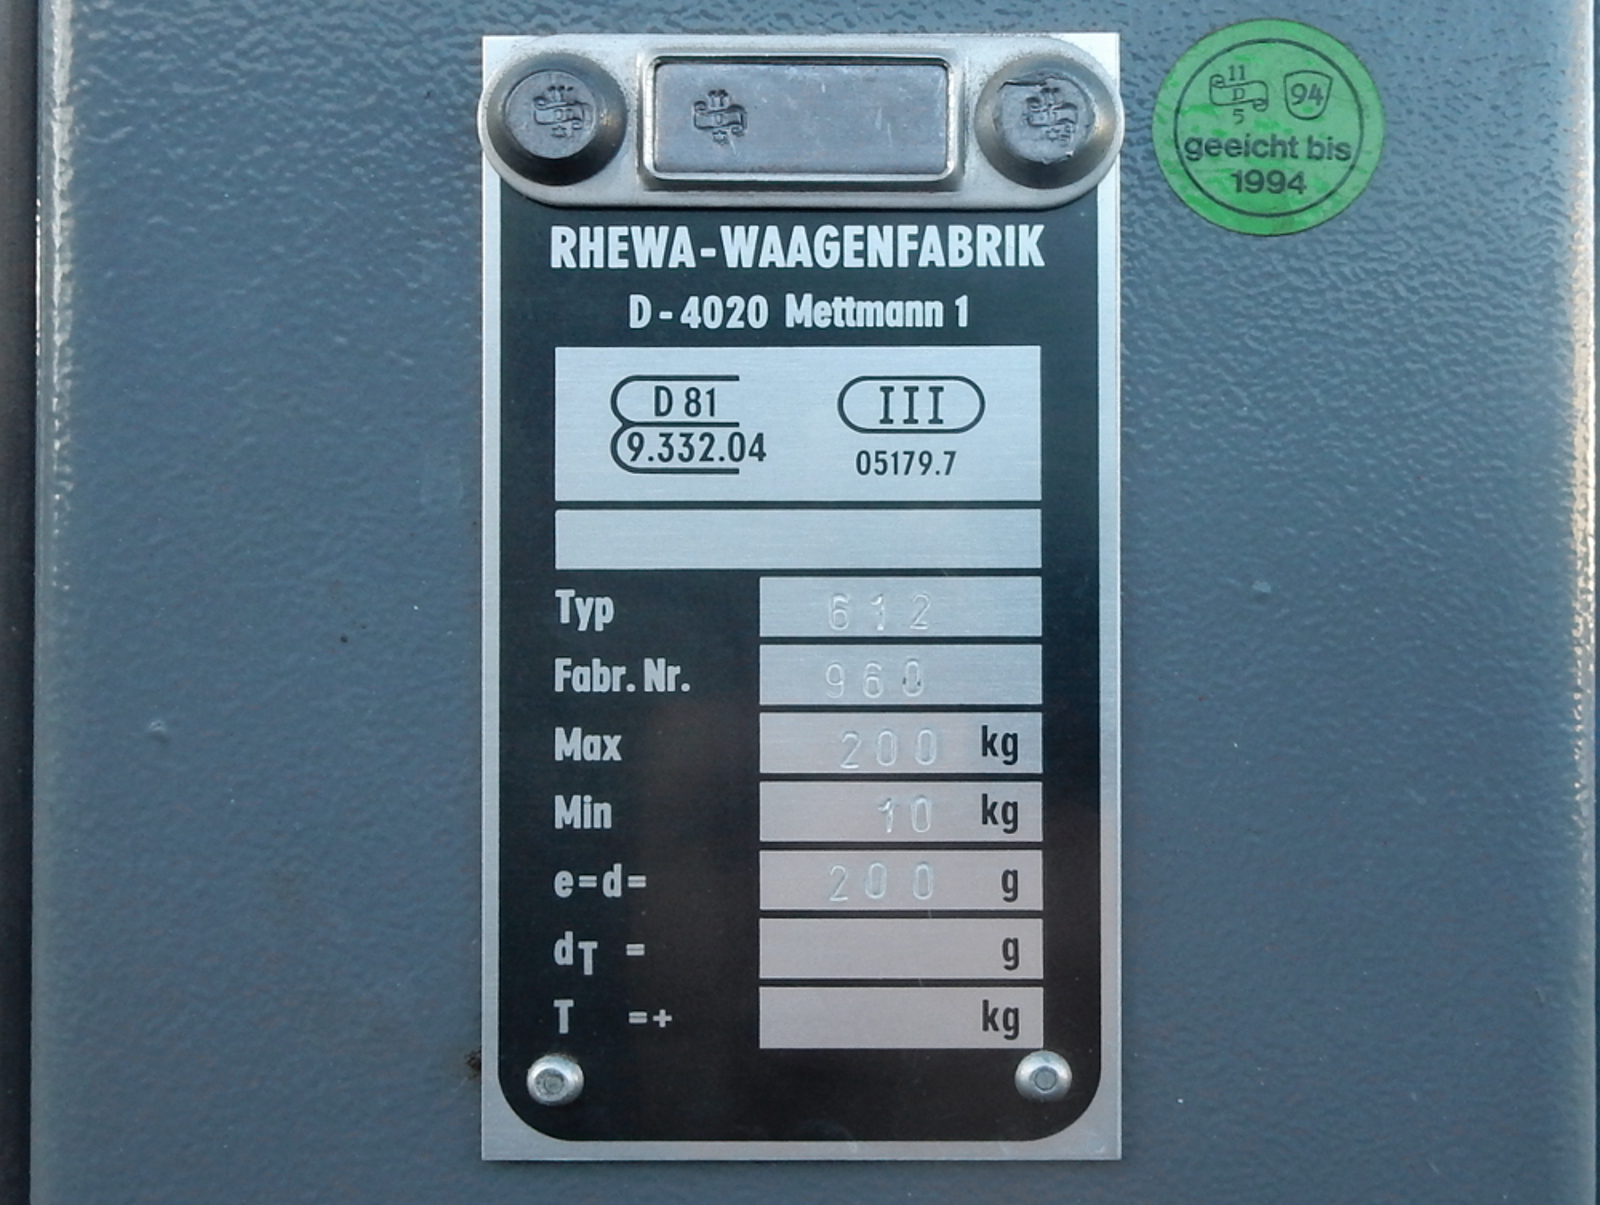 11
D
5
94
geeicht bis
1994
RHEWA-WAAGENFABRIK
D-4020 Mettmann 1
D 81
9.332.04
III
05179.7
Typ 612
Fabr. Nr. 960
Max 200 kg
Min 10 kg
e=d= 200 g
dT = g
T =+ kg